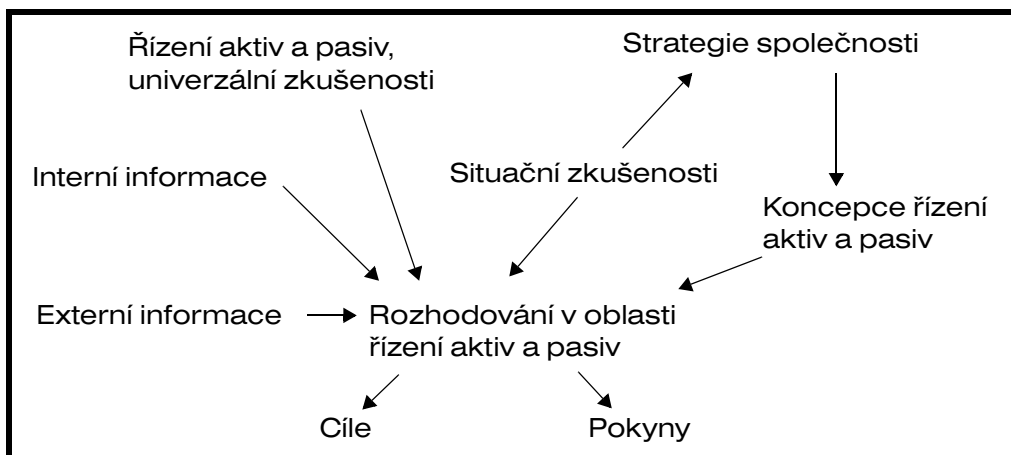 Řízení aktiv a pasiv,
univerzální zkušenosti
Strategie společnosti
Interní informace
Situační zkušenosti
Koncepce řízení
aktiv a pasiv
Externí informace
Rozhodování v oblasti
řízení aktiv a pasiv
Cíle
Pokyny